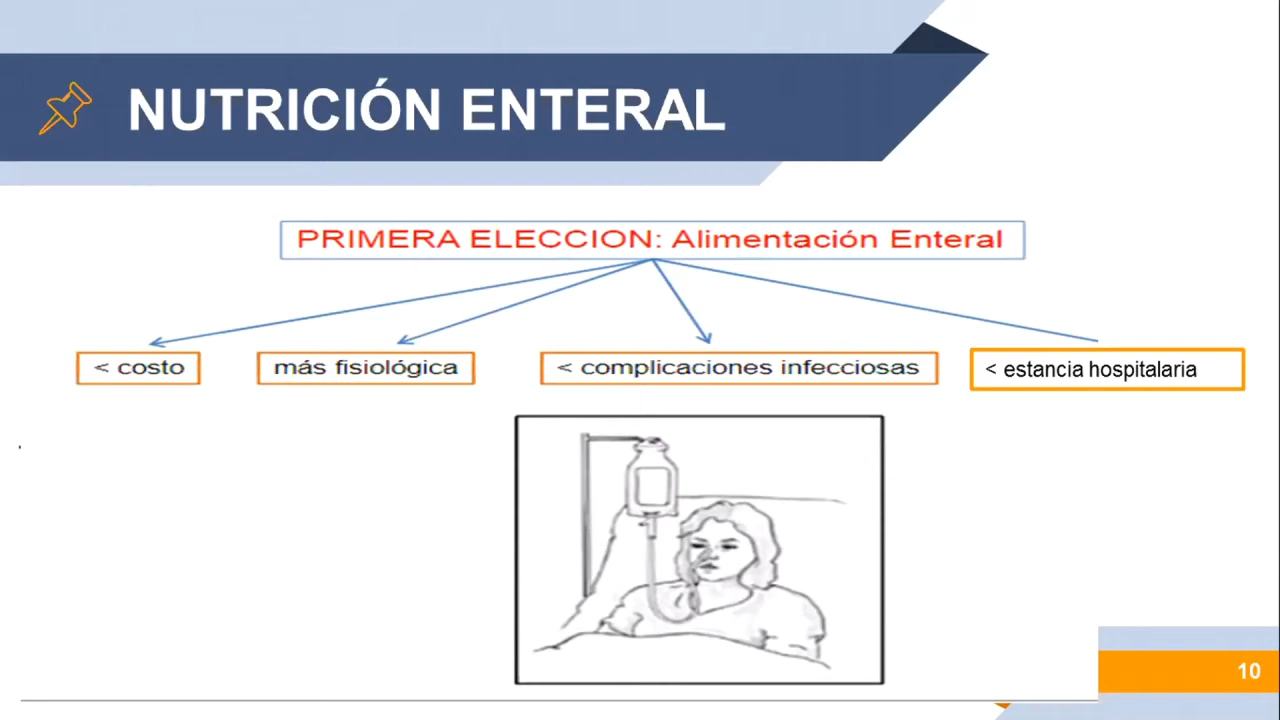 NUTRICIÓN ENTERAL
PRIMERA ELECCION: Alimentación Enteral
< costo
más fisiológica
< complicaciones infecciosas
< estancia hospitalaria
10